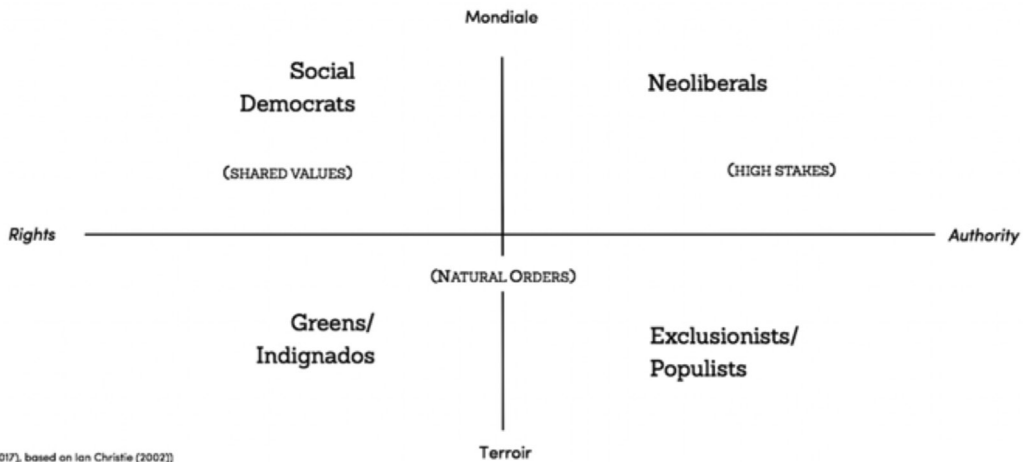 Mondiale
Social
Democrats
Neoliberals
(SHARED VALUES)
(HIGH STAKES)
Rights
Authority
(NATURAL ORDERS)
Greens/
Indignados
Exclusionists/
Populists
Terroir
017), based on Ian Christie (2002))